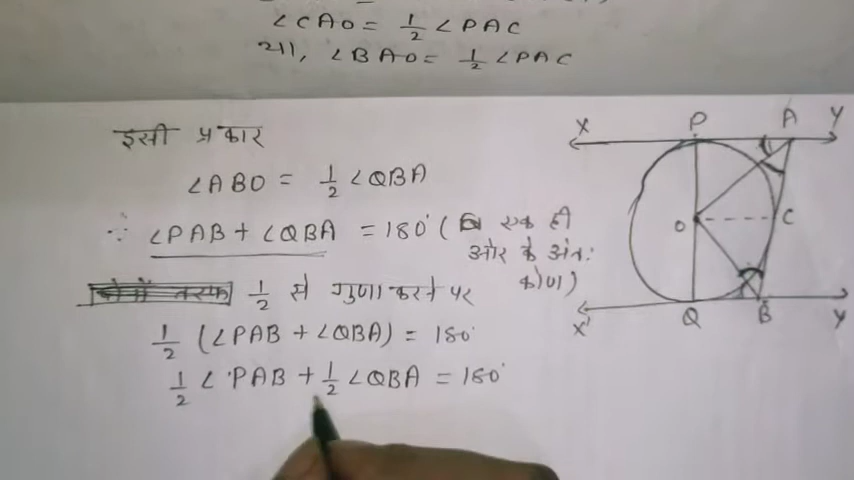 ∠CAO = 1/2 ∠PAC
या, ∠BAO = 1/2 ∠PAC
इसी प्रकार
∠ABO = 1/2 ∠QBA
∵ ∠PAB + ∠QBA = 180° ( एक ही
ओर के अंतः
कोण)
1/2 से गुणा करने पर
1/2 (∠PAB + ∠QBA) = 180°
1/2 ∠PAB + 1/2 ∠QBA = 180°
X P A Y
O C
X' Q B Y